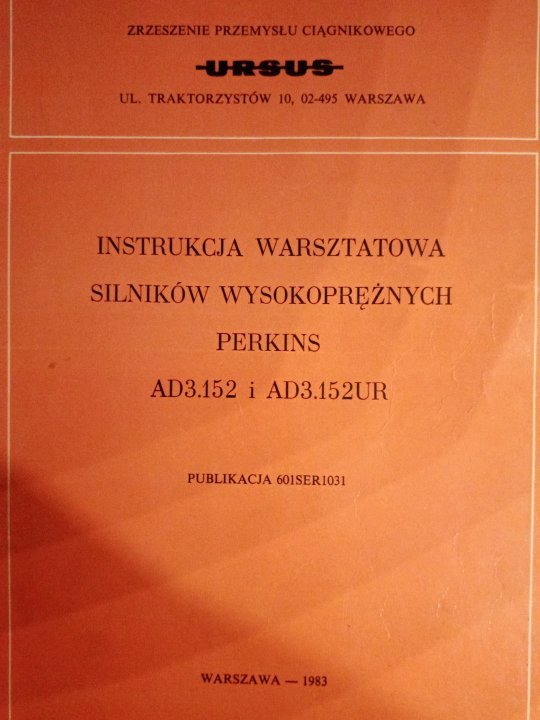 ZRZESZENIE PRZEMYSŁU CIĄGNIKOWEGO
URSUS
UL. TRAKTORZYSTÓW 10, 02-495 WARSZAWA
INSTRUKCJA WARSZTATOWA
SILNIKÓW WYSOKOPRĘŻNYCH
PERKINS
AD3.152 i AD3.152UR
PUBLIKACJA 601SER1031
WARSZAWA — 1983